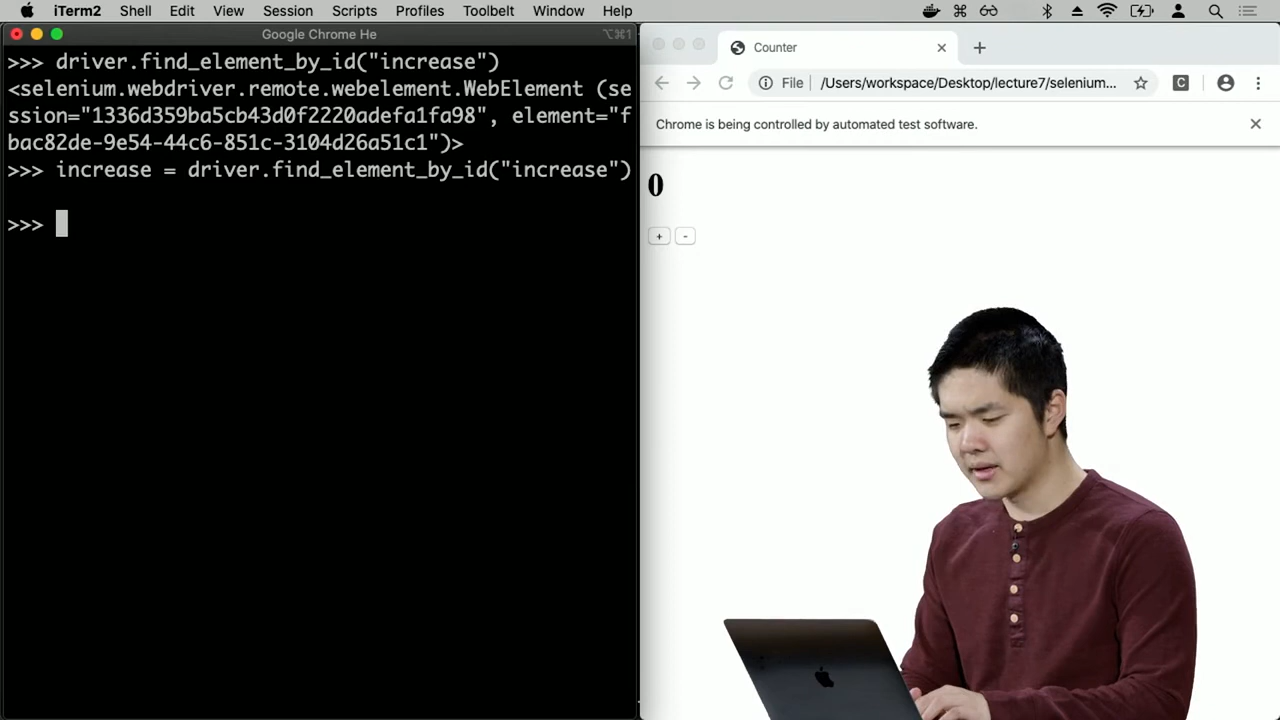 iTerm2 Shell Edit View Session Scripts Profiles Toolbelt Window Help
Google Chrome He
⌥⌘1
>>> driver.find_element_by_id("increase")
<selenium.webdriver.remote.webelement.WebElement (se
ssion="1336d359ba5cb43d0f2220adefa1fa98", element="f
bac82de-9e54-44c6-851c-3104d26a51c1")>
>>> increase = driver.find_element_by_id("increase")
>>>
Counter
File /Users/workspace/Desktop/lecture7/selenium...
C
Chrome is being controlled by automated test software.
0
+ -